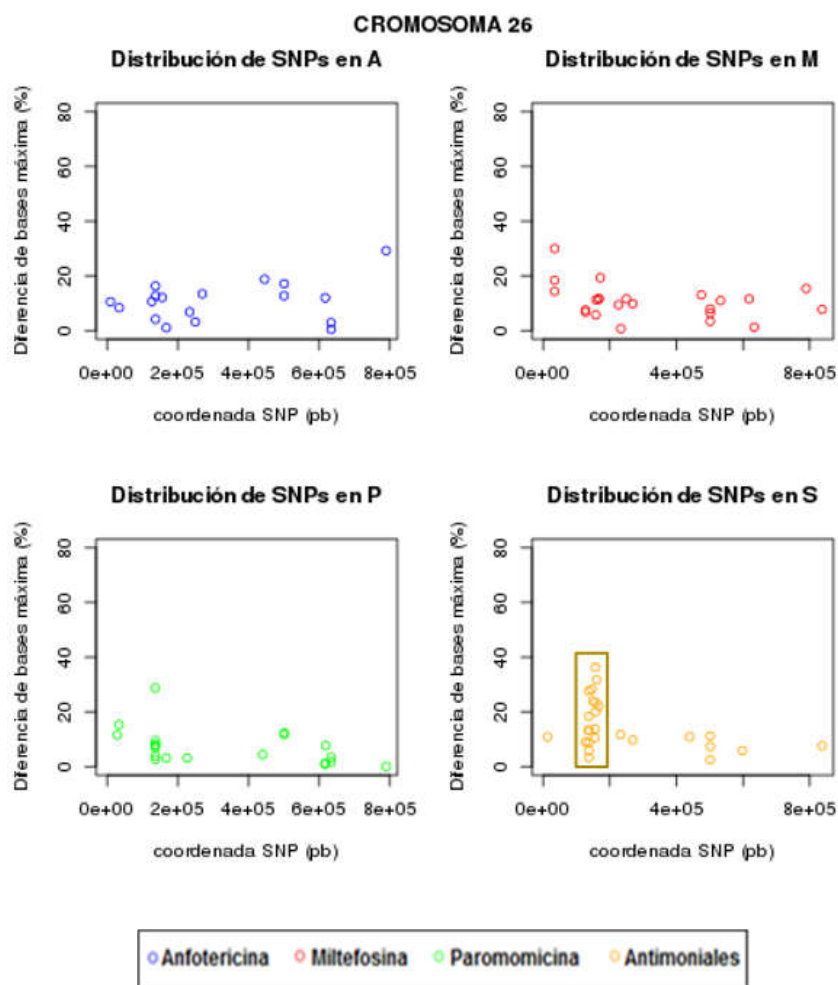 CROMOSOMA 26
Distribución de SNPs en A
Diferencia de bases máxima (%)
80
60
40
20
0
0e+00 2e+05 4e+05 6e+05 8e+05
coordenada SNP (pb)
Distribución de SNPs en M
Diferencia de bases máxima (%)
80
60
40
20
0
0e+00 4e+05 8e+05
coordenada SNP (pb)
Distribución de SNPs en P
Diferencia de bases máxima (%)
80
60
40
20
0
0e+00 2e+05 4e+05 6e+05 8e+05
coordenada SNP (pb)
Distribución de SNPs en S
Diferencia de bases máxima (%)
80
60
40
20
0
0e+00 4e+05 8e+05
coordenada SNP (pb)
Anfotericina Miltefosina Paromomicina Antimoniales